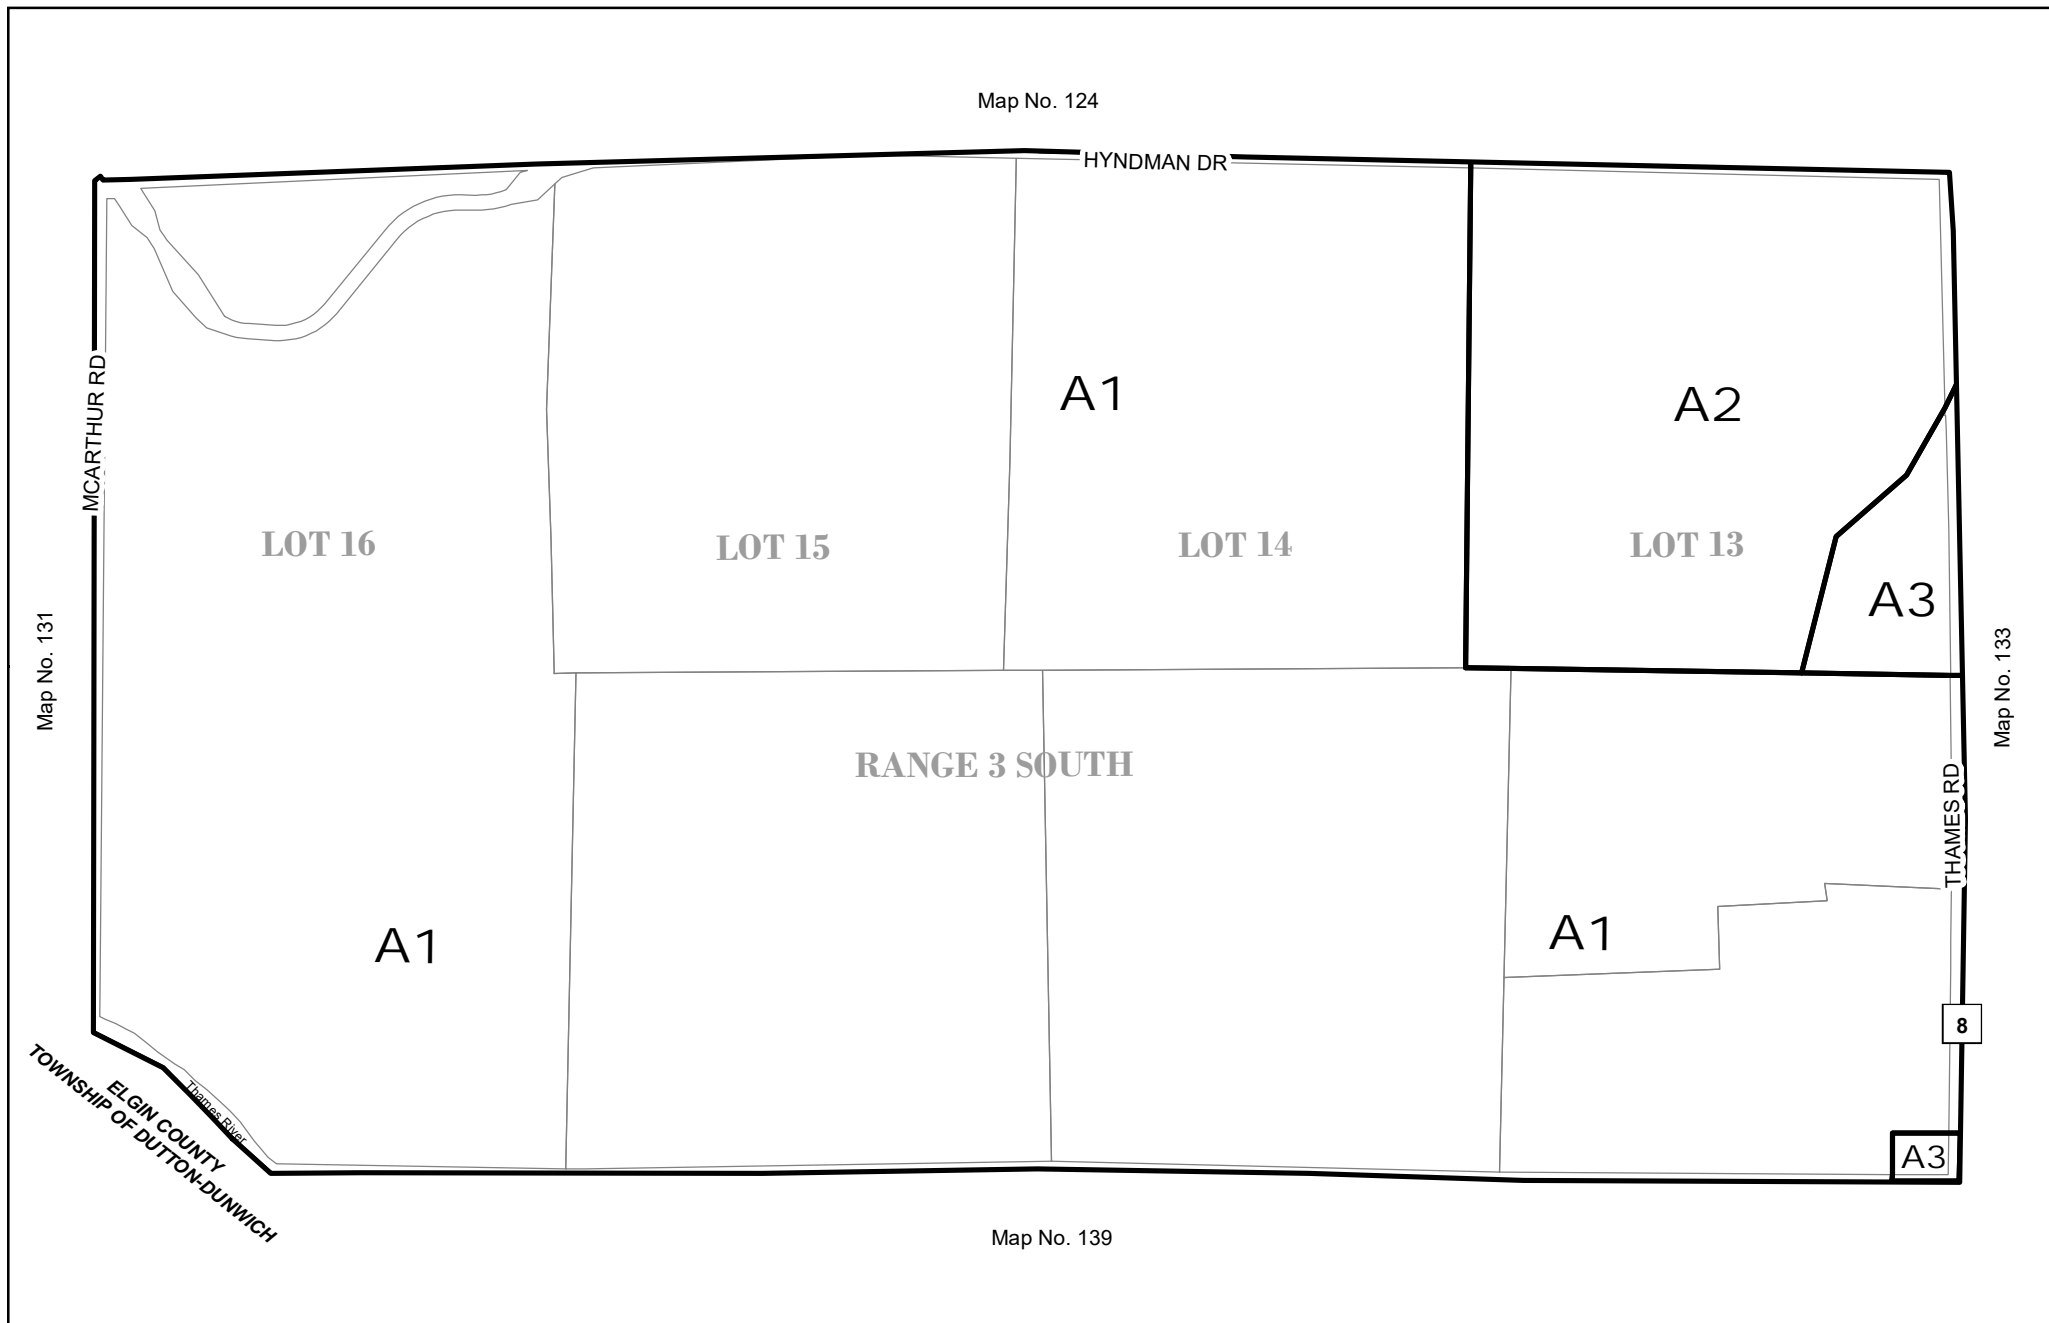 Map No. 124
HYNDMAN DR
MCARTHUR RD
A1
A2
LOT 16
LOT 15
LOT 14
LOT 13
A3
Map No. 131
Map No. 133
RANGE 3 SOUTH
THAMES RD
A1
A1
8
Thames River
ELGIN COUNTY
TOWNSHIP OF DUTTON-DUNWICH
A3
Map No. 139